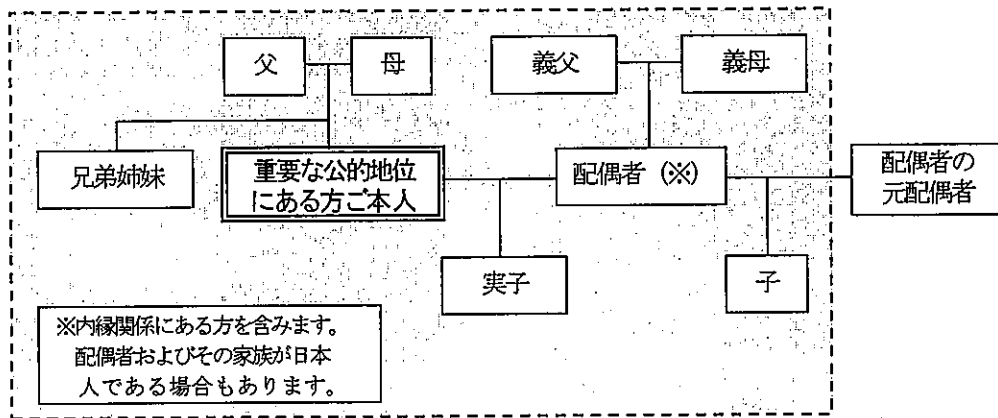 父
母
義父
義母
兄弟姉妹
重要な公的地位
にある方ご本人
配偶者（※）
配偶者の
元配偶者
実子
子
※内縁関係にある方を含みます。
配偶者およびその家族が日本
人である場合もあります。